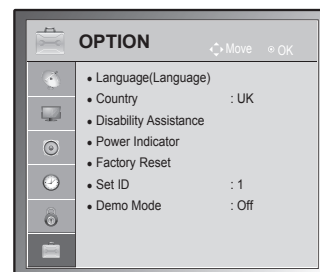 OPTION
Move
OK
• Language(Language)
• Country : UK
• Disability Assistance
• Power Indicator
• Factory Reset
• Set ID : 1
• Demo Mode : Off